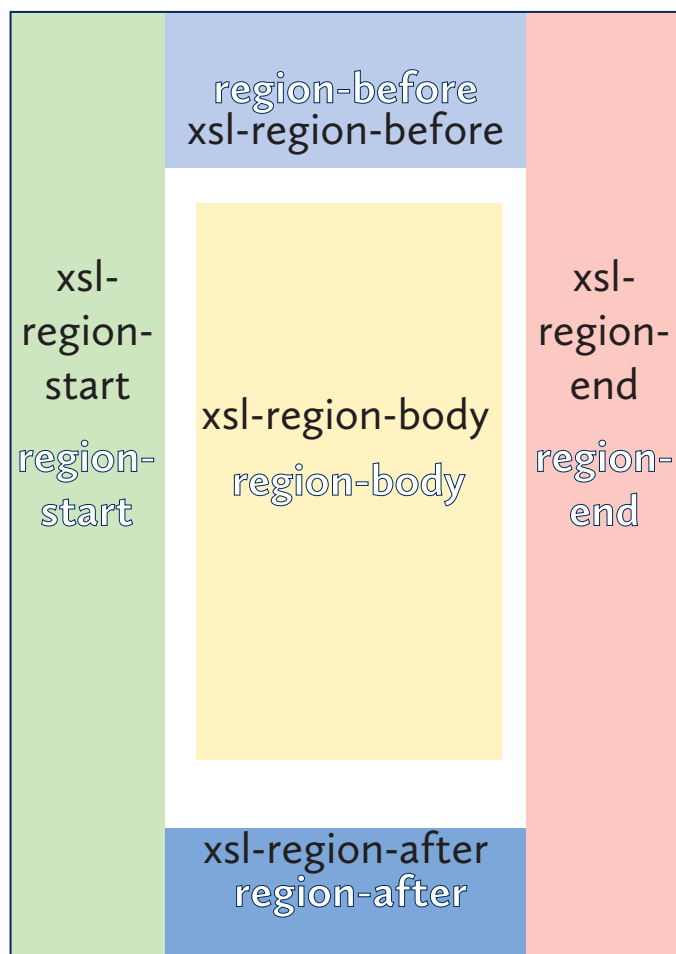 region-before
xsl-region-before
xsl-
region-
start
region-
start
xsl-region-body
region-body
xsl-
region-
end
region-
end
xsl-region-after
region-after